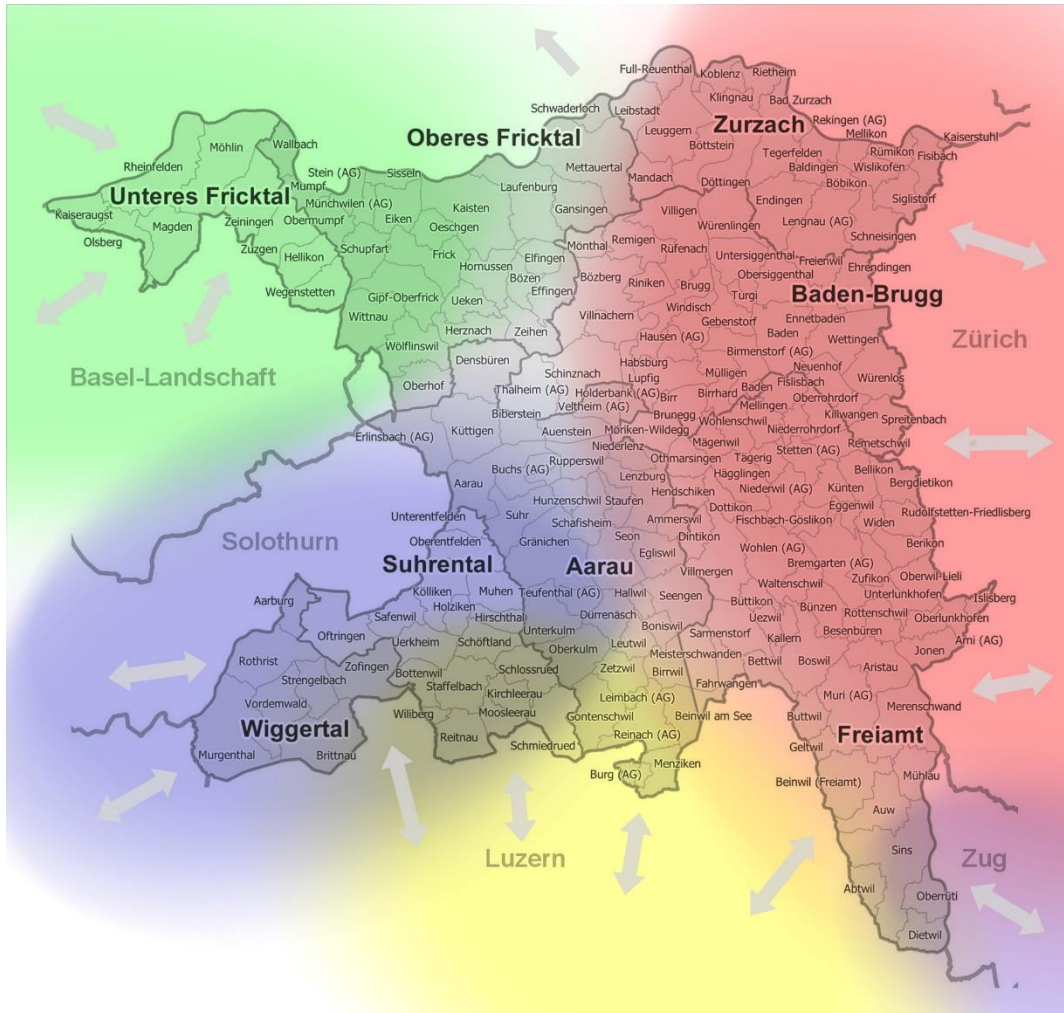 Full-Reuenthal
Koblenz
Rietheim
Klingnau
Bad Zurzach
Schwaderloch
Leibstadt
Zurzach
Rekingen (AG)
Mellikon
Kaiserstuhl
Oberes Fricktal
Leuggern
Böttstein
Tegerfelden
Rümikon
Fisibach
Möhlin
Wallbach
Baldingen
Wislikofen
Rheinfelden
Stein (AG)
Sisseln
Mettauertal
Mandach
Döttingen
Böbikon
Siglistorf
Unteres Fricktal
Mumpf
Münchwilen (AG)
Laufenburg
Endingen
Kaiseraugst
Magden
Zeiningen
Obermumpf
Eiken
Kaisten
Gansingen
Villigen
Würenlingen
Lengnau (AG)
Olsberg
Zuzgen
Schupfart
Oeschgen
Mönthal
Remigen
Rüfenach
Schneisingen
Hellikon
Frick
Hornussen
Elfingen
Untersiggenthal
Freienwil
Ehrendingen
Wegenstetten
Gipf-Oberfrick
Ueken
Bözen
Effingen
Bözberg
Riniken
Brugg
Obersiggenthal
Turgi
Baden-Brugg
Wittnau
Herznach
Zeihen
Villnachern
Windisch
Gebenstorf
Ennetbaden
Wölflinswil
Hausen (AG)
Baden
Wettingen
Zürich
Basel-Landschaft
Densbüren
Schinznach
Habsburg
Birmenstorf (AG)
Neuenhof
Oberhof
Thalheim (AG)
Holderbank (AG)
Lupfig
Mülligen
Fislisbach
Würenlos
Biberstein
Veltheim (AG)
Birr
Birrhard
Baden
Oberrohrdorf
Erlinsbach (AG)
Küttigen
Auenstein
Möriken-Wildegg
Brunegg
Mellingen
Wohlenschwil
Killwangen
Spreitenbach
Niederlenz
Mägenwil
Niederrohrdorf
Remetschwil
Buchs (AG)
Rupperswil
Othmarsingen
Tägerig
Stetten (AG)
Bellikon
Aarau
Lenzburg
Hägglingen
Bergdietikon
Hunzenschwil
Staufen
Hendschiken
Niederwil (AG)
Künten
Unterentfelden
Suhr
Schafisheim
Ammerswil
Dottikon
Eggenwil
Rudolfstetten-Friedlisberg
Fischbach-Göslikon
Widen
Solothurn
Oberentfelden
Gränichen
Seon
Dintikon
Berikon
Suhrental
Aarau
Egliswil
Wohlen (AG)
Bremgarten (AG)
Villmergen
Zufikon
Oberwil-Lieli
Aarburg
Kölliken
Muhen
Teufenthal (AG)
Hallwil
Seengen
Waltenschwil
Unterlunkhofen
Islisberg
Holziken
Büttikon
Bünzen
Rottenschwil
Oberlunkhofen
Safenwil
Hirschthal
Dürrenäsch
Boniswil
Uezwil
Besenbüren
Oftringen
Uerkheim
Schöftland
Unterkulm
Leutwil
Sarmenstorf
Kallern
Arni (AG)
Oberkulm
Meisterschwanden
Jonen
Rothrist
Zofingen
Bottenwil
Schlossrued
Zetzwil
Birrwil
Bettwil
Boswil
Aristau
Strengelbach
Staffelbach
Kirchleerau
Leimbach (AG)
Fahrwangen
Muri (AG)
Vordemwald
Wiliberg
Moosleerau
Gontenschwil
Beinwil am See
Buttwil
Merenschwand
Wiggertal
Reitnau
Reinach (AG)
Freiamt
Murgenthal
Brittnau
Schmiedrued
Geltwil
Menziken
Burg (AG)
Beinwil (Freiamt)
Mühlau
Auw
Luzern
Sins
Zug
Abtwil
Oberrüti
Dietwil